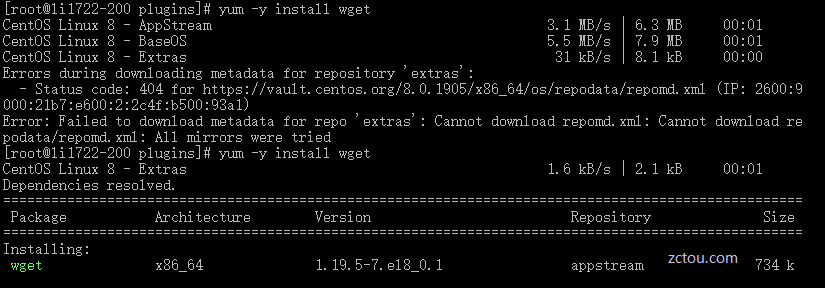 [root@li1722-200 plugins]# yum -y install wget
CentOS Linux 8 - AppStream 3.1 MB/s | 6.3 MB 00:01
CentOS Linux 8 - BaseOS 5.5 MB/s | 7.9 MB 00:01
CentOS Linux 8 - Extras 31 kB/s | 8.1 kB 00:00
Errors during downloading metadata for repository 'extras':
- Status code: 404 for https://vault.centos.org/8.0.1905/x86_64/os/repodata/repomd.xml (IP: 2600:9
000:21b7:e600:2:2c4f:b500:93a1)
Error: Failed to download metadata for repo 'extras': Cannot download repomd.xml: Cannot download re
podata/repomd.xml: All mirrors were tried
[root@li1722-200 plugins]# yum -y install wget
CentOS Linux 8 - Extras 1.6 kB/s | 2.1 kB 00:01
Dependencies resolved.
====================================================================================================
Package Architecture Version Repository Size
====================================================================================================
Installing:
wget x86_64 1.19.5-7.el8_0.1 appstream 734 k
zctou.com